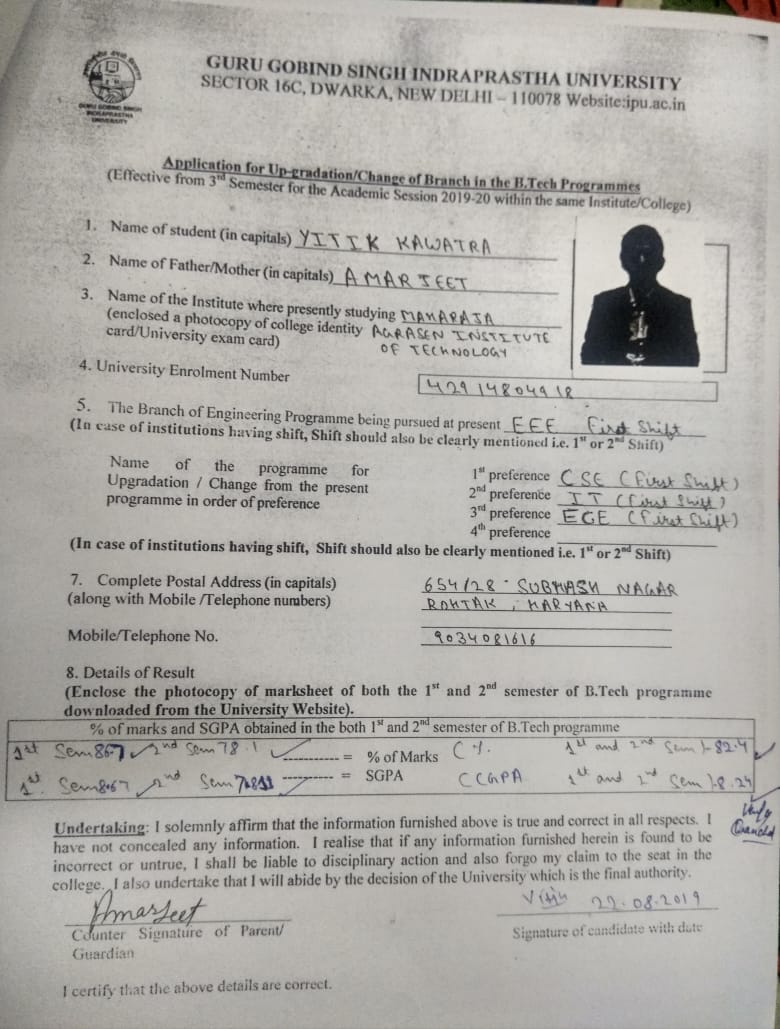 GURU GOBIND SINGH INDRAPRASTHA UNIVERSITY
SECTOR 16C, DWARKA, NEW DELHI – 110078 Website:ipu.ac.in
GURU GOBIND SINGH
INDRAPRASTHA
UNIVERSITY
Application for Up-gradation/Change of Branch in the B.Tech Programmes
(Effective from 3rd Semester for the Academic Session 2019-20 within the same Institute/College)
1. Name of student (in capitals) YITIK KAWATRA
2. Name of Father/Mother (in capitals) AMARJEET
3. Name of the Institute where presently studying MAHARAJA
(enclosed a photocopy of college identity AGRASEN INSTITUTE
card/University exam card) OF TECHNOLOGY
4. University Enrolment Number 42914804918
5. The Branch of Engineering Programme being pursued at present EEE First Shift
(In case of institutions having shift, Shift should also be clearly mentioned i.e. 1st or 2nd Shift)
Name of the programme for 1st preference CSE (First Shift)
Upgradation / Change from the present 2nd preference IT (First Shift)
programme in order of preference 3rd preference ECE (First Shift)
4th preference
(In case of institutions having shift, Shift should also be clearly mentioned i.e. 1st or 2nd Shift)
7. Complete Postal Address (in capitals) 654/28 - SUBHASH NAGAR
(along with Mobile /Telephone numbers) ROHTAK, HARYANA
Mobile/Telephone No. 9034081616
8. Details of Result
(Enclose the photocopy of marksheet of both the 1st and 2nd semester of B.Tech programme
downloaded from the University Website).
% of marks and SGPA obtained in the both 1st and 2nd semester of B.Tech programme
1st Sem 86.7 2nd Sem 78.1 ----------- = % of Marks C % 1st and 2nd Sem :- 82.4
1st Sem 8.67 2nd Sem ---------- = SGPA CCGPA 1st and 2nd Sem :- 8.24
Undertaking: I solemnly affirm that the information furnished above is true and correct in all respects. I
have not concealed any information. I realise that if any information furnished herein is found to be
incorrect or untrue, I shall be liable to disciplinary action and also forgo my claim to the seat in the
college. I also undertake that I will abide by the decision of the University which is the final authority.
Amarjeet 22.08.2019
Counter Signature of Parent/ Signature of candidate with date
Guardian
I certify that the above details are correct.